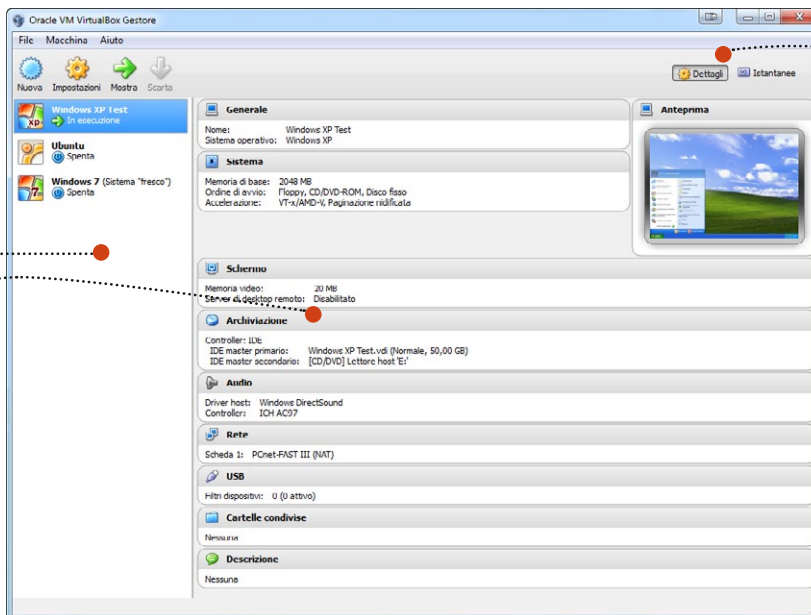 Oracle VM VirtualBox Gestore
File Macchina Aiuto
Nuova Impostazioni Mostra Scarta
Dettagli Istantanee
Windows XP Test
In esecuzione
Ubuntu
Spenta
Windows 7 (Sistema "fresco")
Spenta
Generale
Nome: Windows XP Test
Sistema operativo: Windows XP
Sistema
Memoria di base: 2048 MB
Ordine di avvio: Floppy, CD/DVD-ROM, Disco fisso
Accelerazione: VT-x/AMD-V, Paginazione nidificata
Anteprima
Schermo
Memoria video: 20 MB
Server di desktop remoto: Disabilitato
Archiviazione
Controller: IDE
IDE master primario: Windows XP Test.vdi (Normale, 50,00 GB)
IDE master secondario: [CD/DVD] Lettore host 'E:'
Audio
Driver host: Windows DirectSound
Controller: ICH AC97
Rete
Scheda 1: PCnet-FAST III (NAT)
USB
Filtri dispositivi: 0 (0 attivo)
Cartelle condivise
Nessuna
Descrizione
Nessuna